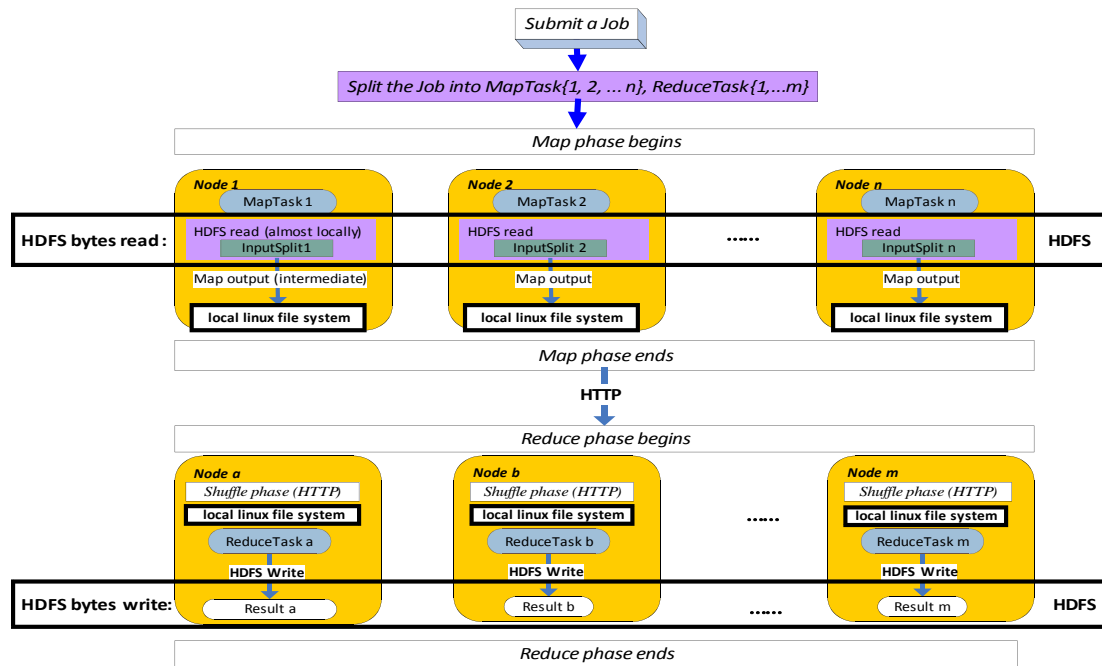 Submit a Job
Split the Job into MapTask{1, 2, ... n}, ReduceTask{1,...m}
Map phase begins
Node 1
Node 2
Node n
MapTask 1
MapTask 2
MapTask n
HDFS bytes read :
HDFS read (almost locally)
HDFS read
HDFS read
HDFS
InputSplit1
InputSplit 2
......
InputSplit n
Map output (intermediate)
Map output
Map output
local linux file system
local linux file system
local linux file system
Map phase ends
HTTP
Reduce phase begins
Node a
Node b
Node m
Shuffle phase (HTTP)
Shuffle phase (HTTP)
Shuffle phase (HTTP)
local linux file system
local linux file system
......
local linux file system
ReduceTask a
ReduceTask b
ReduceTask m
HDFS Write
HDFS Write
HDFS Write
HDFS bytes write:
Result a
Result b
......
Result m
HDFS
Reduce phase ends